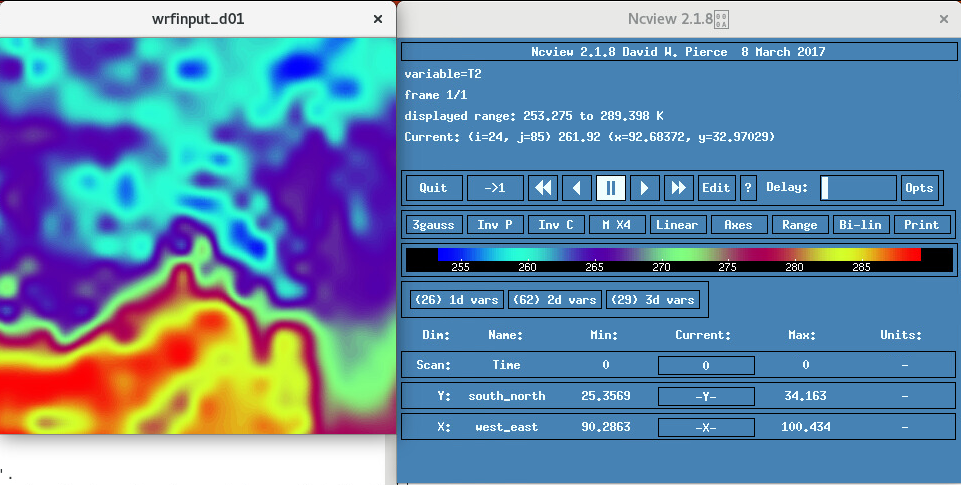 wrfinput_d01 ×
Ncview 2.1.8 ×
Ncview 2.1.8 David W. Pierce 8 March 2017
variable=T2
frame 1/1
displayed range: 253.275 to 289.398 K
Current: (i=24, j=85) 261.92 (x=92.68372, y=32.97029)
Quit ->1 Edit ? Delay: Opts
3gauss Inv P Inv C M X4 Linear Axes Range Bi-lin Print
255 260 265 270 275 280 285
(26) 1d vars (62) 2d vars (29) 3d vars
Dim: Name: Min: Current: Max: Units:
Scan: Time 0 0 0 -
Y: south_north 25.3569 -Y- 34.163 -
X: west_east 90.2863 -X- 100.434 -
'.